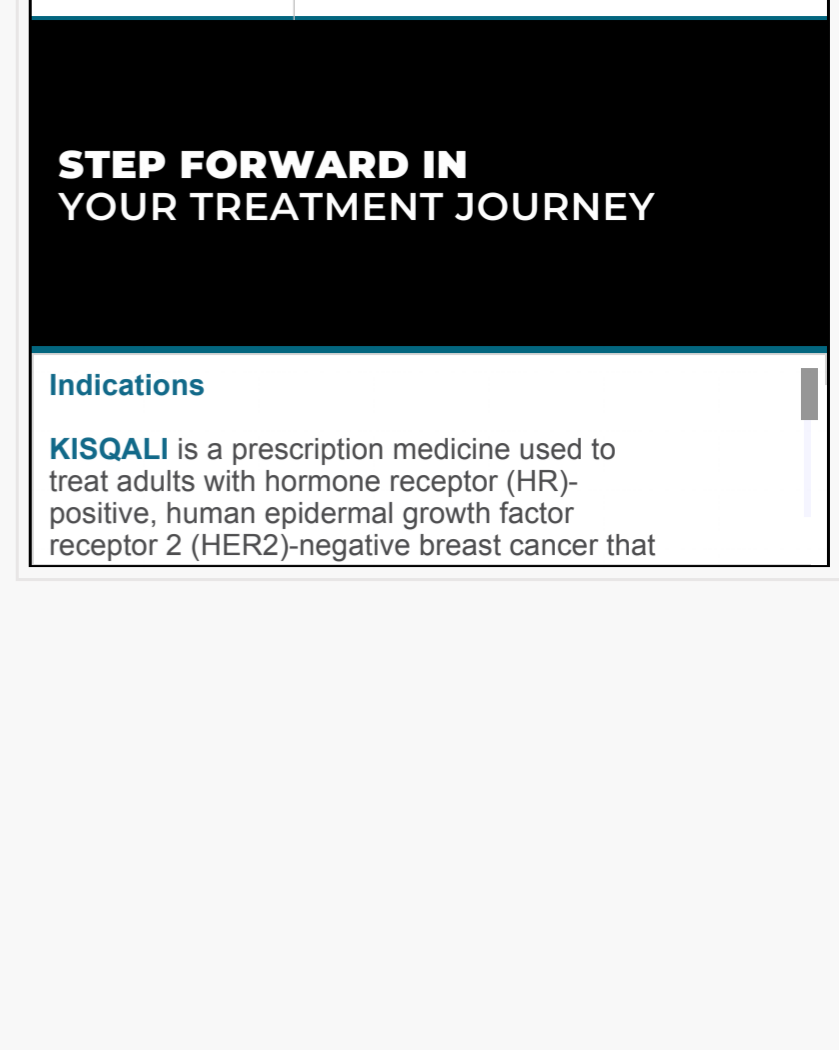 STEP FORWARD IN
YOUR TREATMENT JOURNEY
Indications
KISQALI is a prescription medicine used to
treat adults with hormone receptor (HR)-
positive, human epidermal growth factor
receptor 2 (HER2)-negative breast cancer that